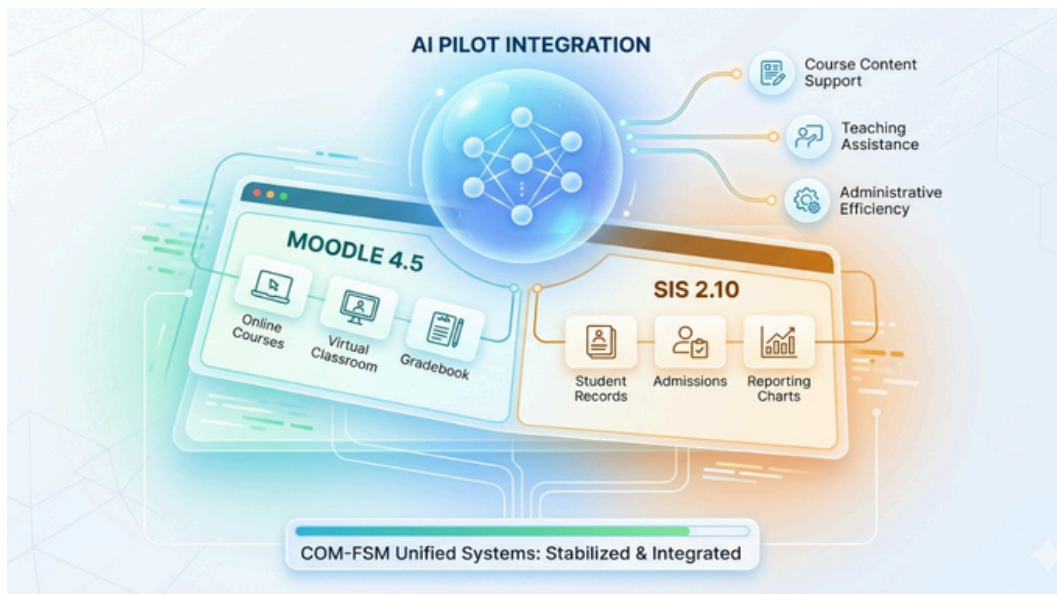 AI PILOT INTEGRATION
Course Content
Support
Teaching
Assistance
Administrative
Efficiency
MOODLE 4.5
Online
Courses
Virtual
Classroom
Gradebook
SIS 2.10
Student
Records
Admissions
Reporting
Charts
COM-FSM Unified Systems: Stabilized & Integrated